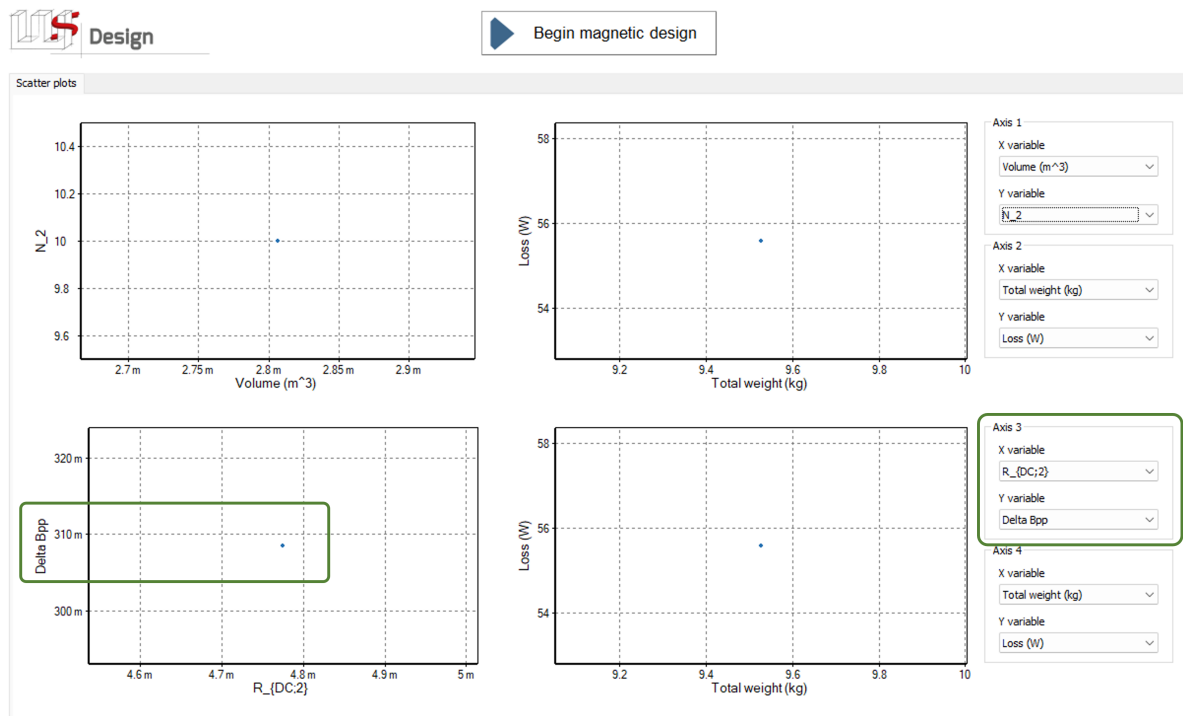 Design
Begin magnetic design
Scatter plots
10.4
10.2
10
9.8
9.6
N_2
2.7 m
2.75 m
2.8 m
2.85 m
2.9 m
Volume (m^3)
58
56
54
Loss (W)
9.2
9.4
9.6
9.8
10
Total weight (kg)
Axis 1
X variable
Volume (m^3)
Y variable
N_2
Axis 2
X variable
Total weight (kg)
Y variable
Loss (W)
320 m
310 m
300 m
Delta Bpp
4.6 m
4.7 m
4.8 m
4.9 m
5 m
R_{DC;2}
58
56
54
Loss (W)
9.2
9.4
9.6
9.8
10
Total weight (kg)
Axis 3
X variable
R_{DC;2}
Y variable
Delta Bpp
Axis 4
X variable
Total weight (kg)
Y variable
Loss (W)